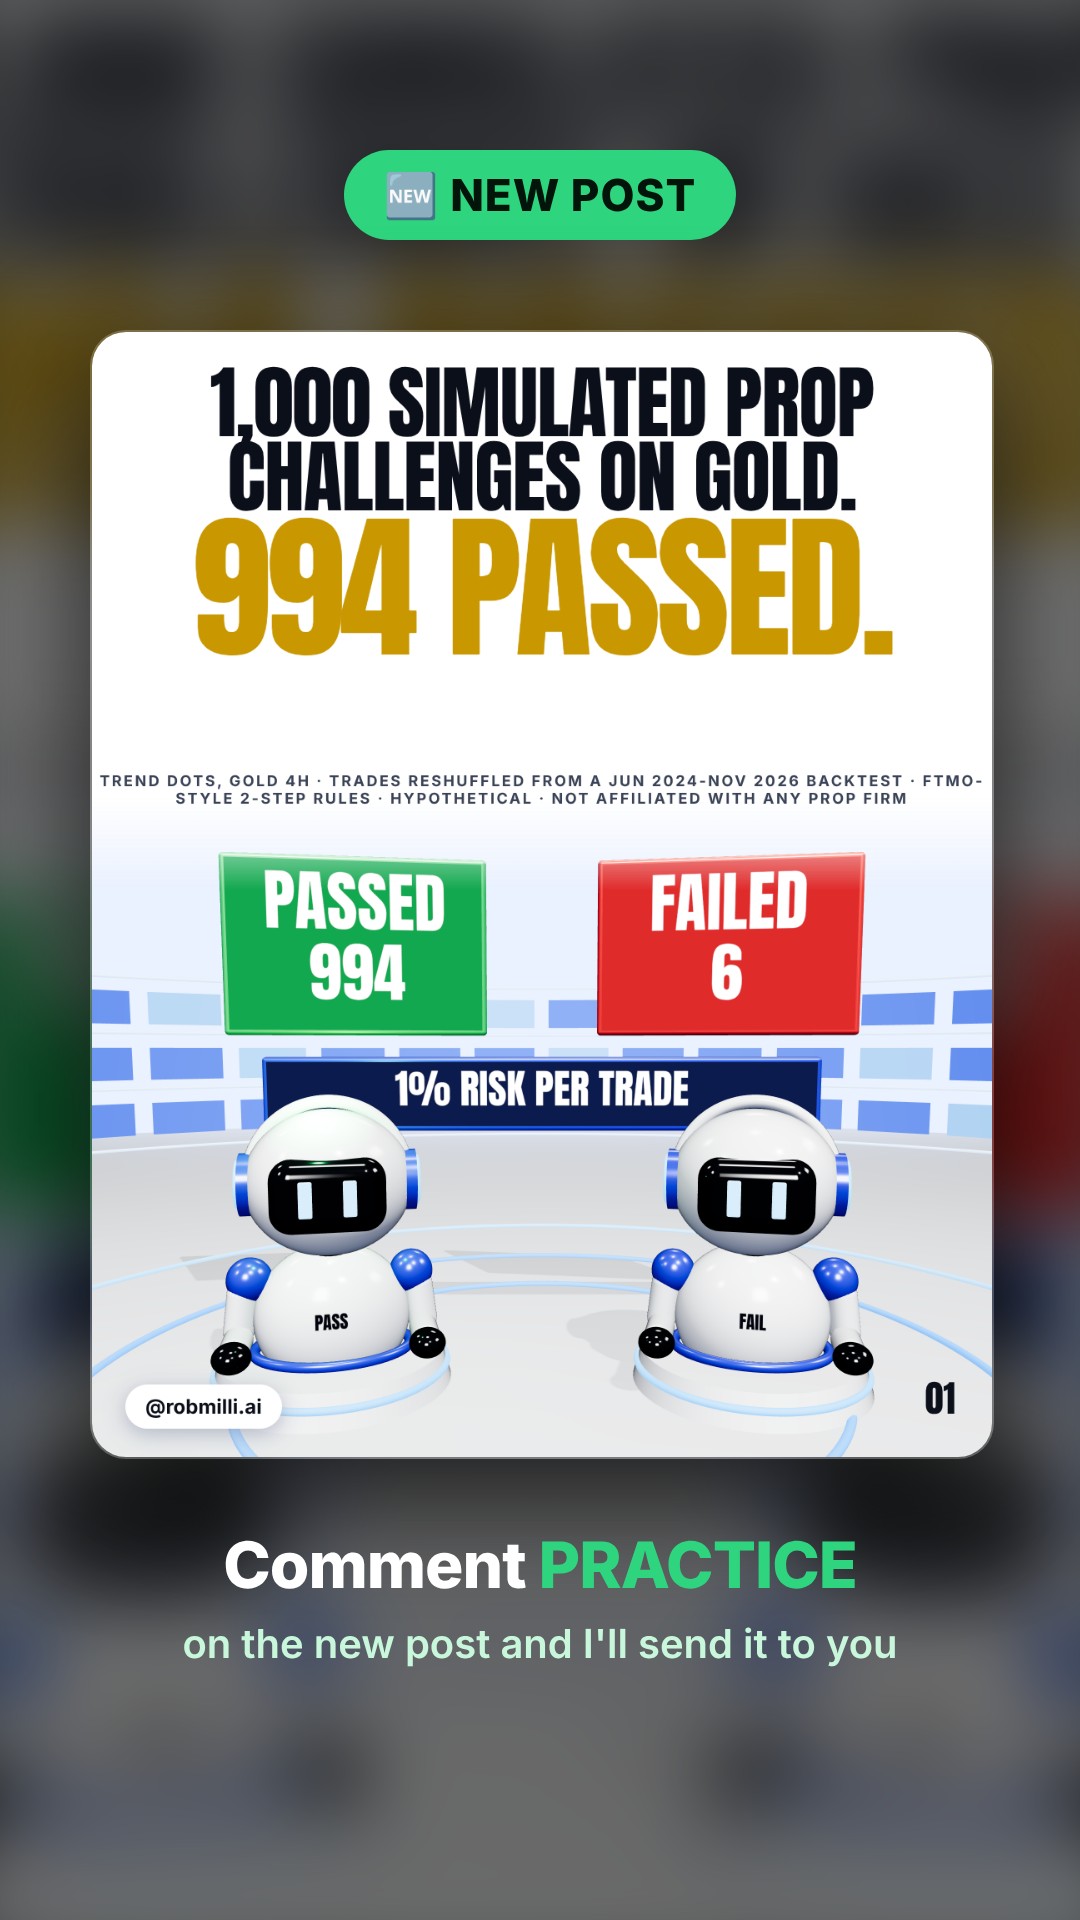 🆕 NEW POST
1,000 SIMULATED PROP
CHALLENGES ON GOLD.
994 PASSED.
TREND DOTS, GOLD 4H · TRADES RESHUFFLED FROM A JUN 2024-NOV 2026 BACKTEST · FTMO-
STYLE 2-STEP RULES · HYPOTHETICAL · NOT AFFILIATED WITH ANY PROP FIRM
PASSED
994
FAILED
6
1% RISK PER TRADE
PASS
FAIL
@robmilli.ai
01
Comment PRACTICE
on the new post and I'll send it to you